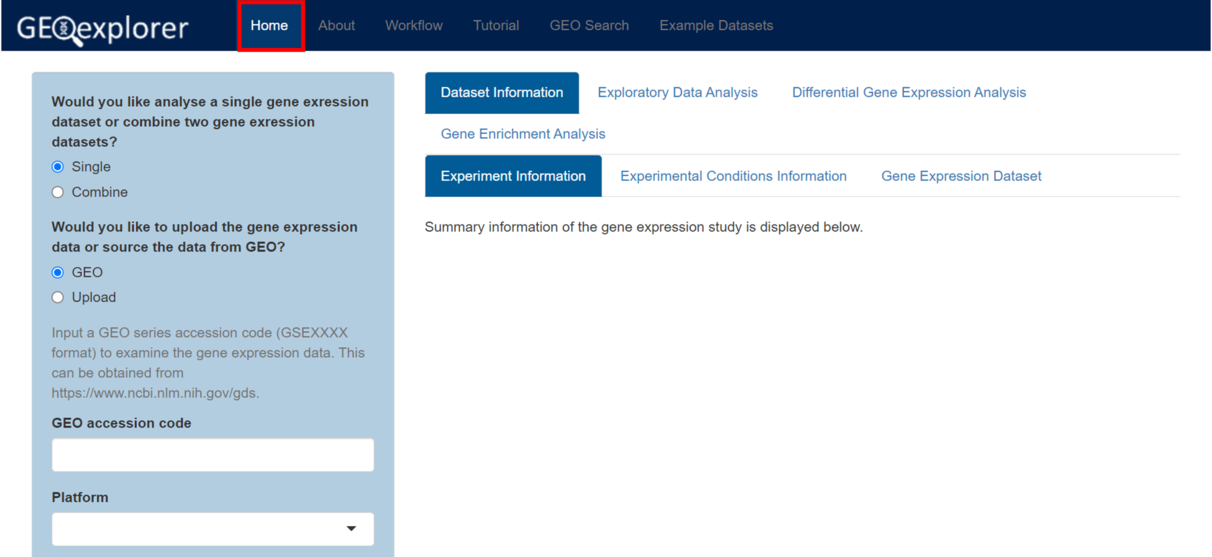 GEOexplorer
Home About Workflow Tutorial GEO Search Example Datasets
Would you like analyse a single gene exression
dataset or combine two gene exression
datasets?
Single
Combine
Would you like to upload the gene expression
data or source the data from GEO?
GEO
Upload
Input a GEO series accession code (GSEXXXX
format) to examine the gene expression data. This
can be obtained from
https://www.ncbi.nlm.nih.gov/gds.
GEO accession code
Platform
Dataset Information Exploratory Data Analysis Differential Gene Expression Analysis
Gene Enrichment Analysis
Experiment Information Experimental Conditions Information Gene Expression Dataset
Summary information of the gene expression study is displayed below.